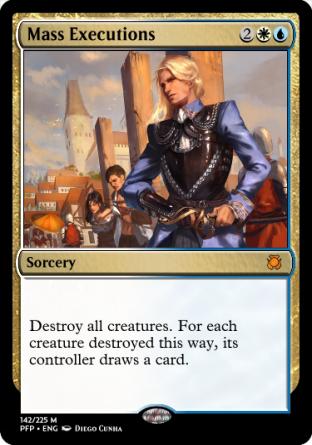 Mass Executions 2
Sorcery
Destroy all creatures. For each
creature destroyed this way, its
controller draws a card.
142/225 M
PFP • ENG Diego Cunha